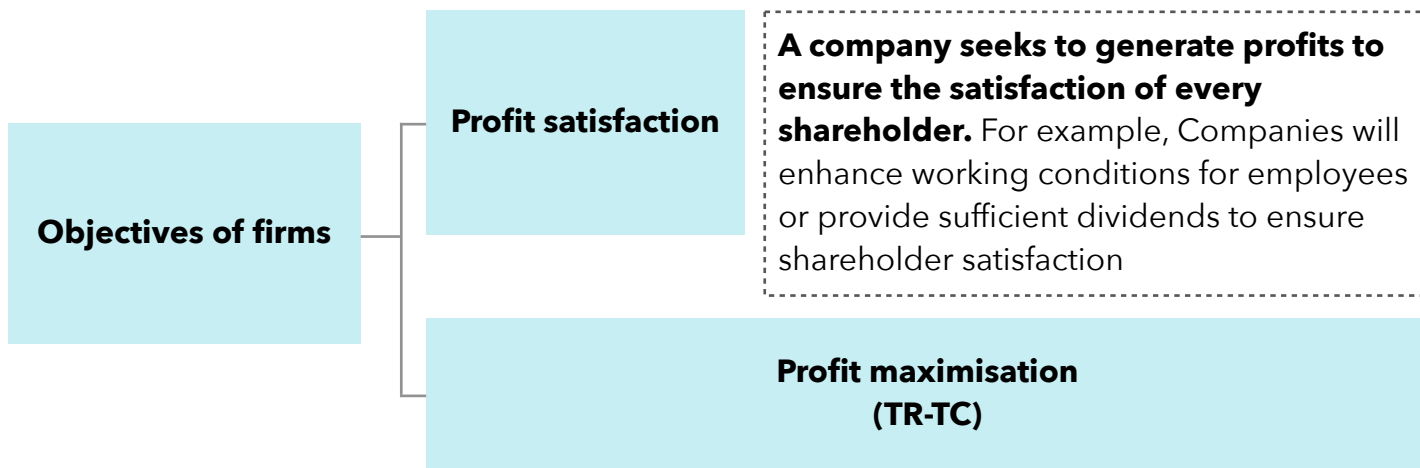 Objectives of firms
Profit satisfaction
A company seeks to generate profits to
ensure the satisfaction of every
shareholder. For example, Companies will
enhance working conditions for employees
or provide sufficient dividends to ensure
shareholder satisfaction
Profit maximisation
(TR-TC)